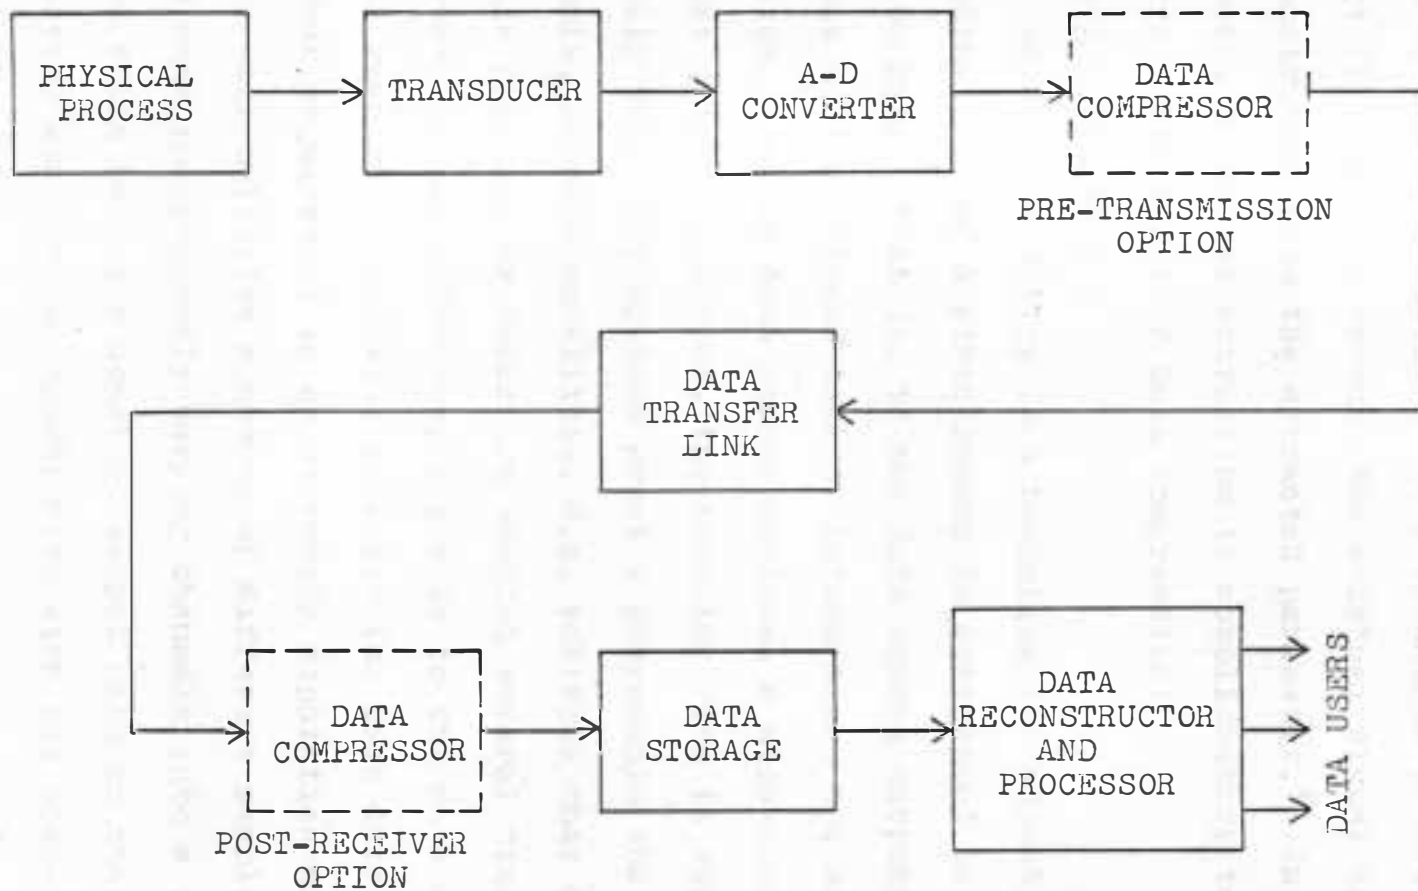 PHYSICAL
PROCESS
TRANSDUCER
A-D
CONVERTER
DATA
COMPRESSOR
PRE-TRANSMISSION
OPTION
DATA
TRANSFER
LINK
DATA
COMPRESSOR
POST-RECEIVER
OPTION
DATA
STORAGE
DATA
RECONSTRUCTOR
AND
PROCESSOR
DATA USERS